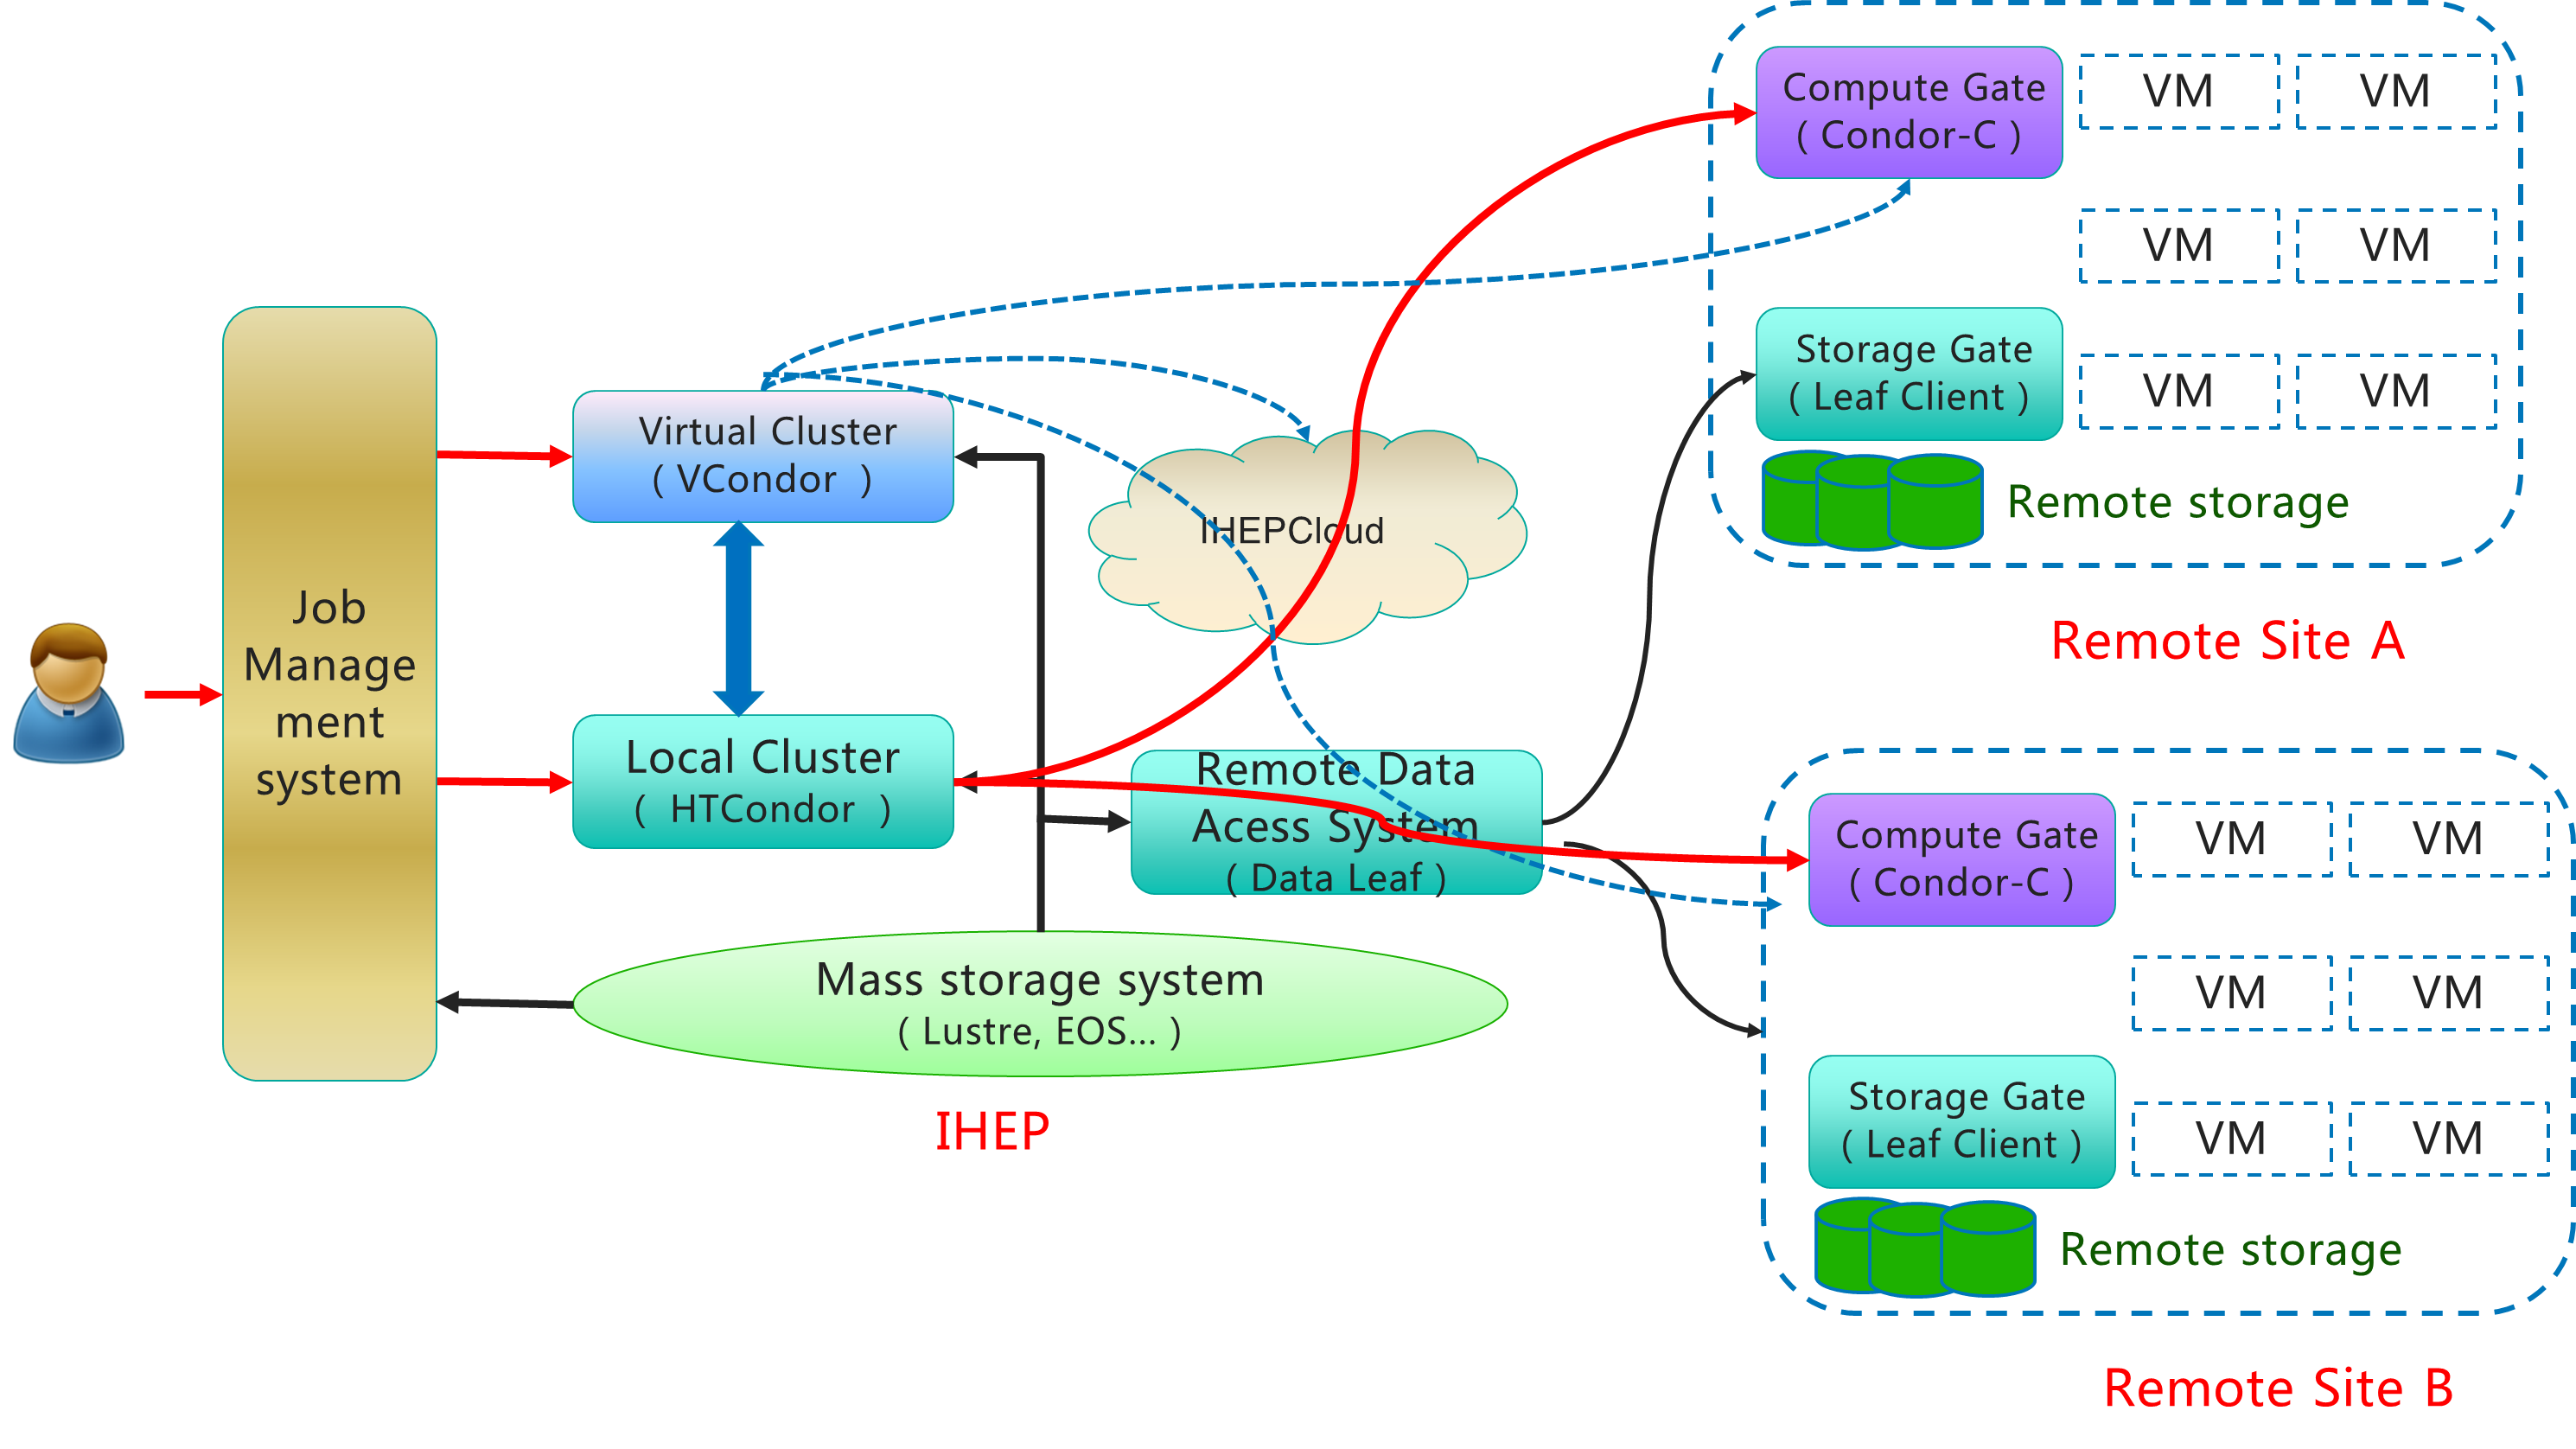 Job
Manage
ment
system
Virtual Cluster
( VCondor )
Local Cluster
( HTCondor )
IHEPCloud
Remote Data
Acess System
( Data Leaf )
Mass storage system
( Lustre, EOS... )
IHEP
Compute Gate
( Condor-C )
VM
VM
VM
VM
Storage Gate
( Leaf Client )
VM
VM
Remote storage
Remote Site A
Compute Gate
( Condor-C )
VM
VM
VM
VM
Storage Gate
( Leaf Client )
VM
VM
Remote storage
Remote Site B